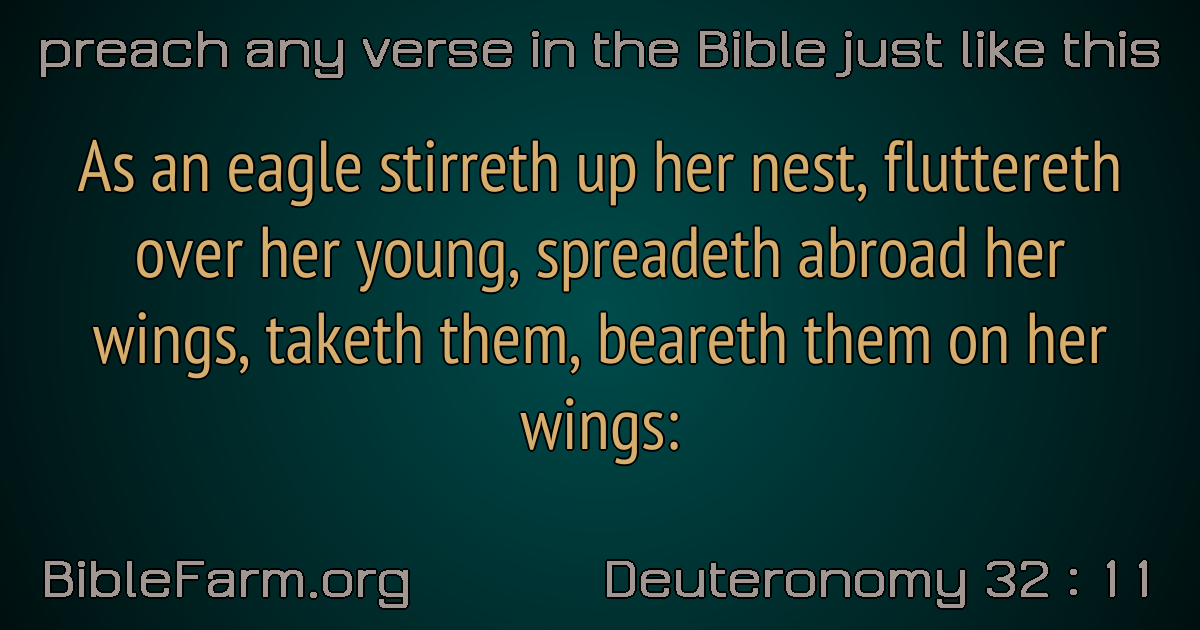 preach any verse in the Bible just like this
As an eagle stirreth up her nest, fluttereth
over her young, spreadeth abroad her
wings, taketh them, beareth them on her
wings:
BibleFarm.org
Deuteronomy 32 : 11